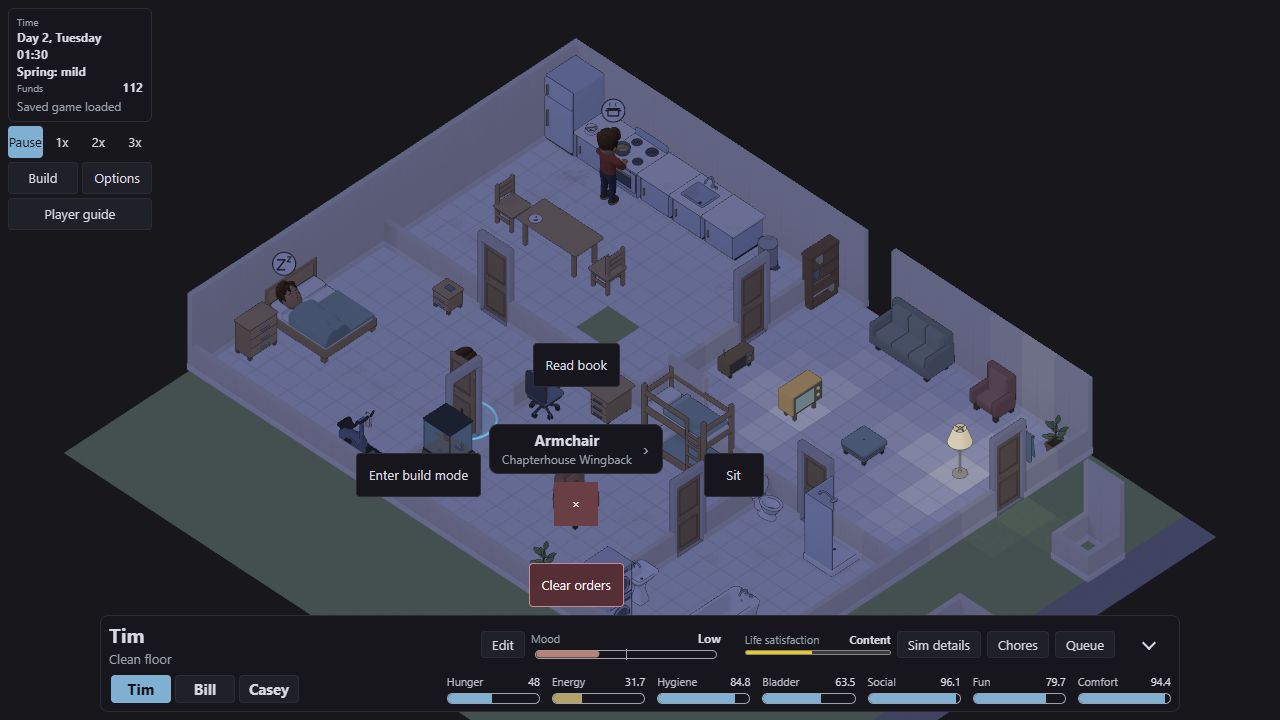 Time
Day 2, Tuesday
01:30
Spring: mild
Funds 112
Saved game loaded
Pause 1x 2x 3x
Build Options
Player guide
Zz
Read book
Armchair
Chapterhouse Wingback ›
Enter build mode
Sit
×
Clear orders
Tim
Clean floor
Edit
Mood Low
Life satisfaction Content
Sim details
Chores
Queue
Tim Bill Casey
Hunger 48
Energy 31.7
Hygiene 84.8
Bladder 63.5
Social 96.1
Fun 79.7
Comfort 94.4